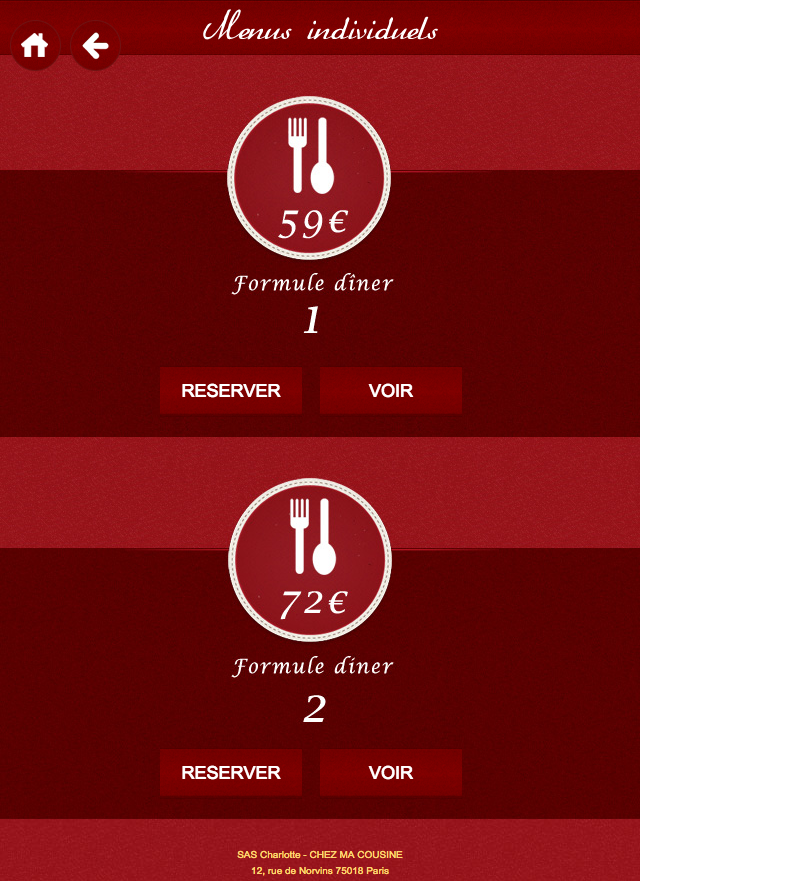 Menus individuels
59€
Formule dîner
1
RESERVER VOIR
72€
Formule dîner
2
RESERVER VOIR
SAS Charlotte - CHEZ MA COUSINE
12, rue de Norvins 75018 Paris